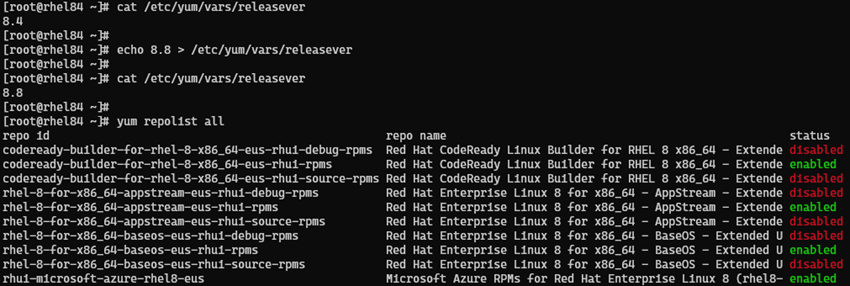 [root@rhel84 ~]# cat /etc/yum/vars/releasever
8.4
[root@rhel84 ~]#
[root@rhel84 ~]# echo 8.8 > /etc/yum/vars/releasever
[root@rhel84 ~]#
[root@rhel84 ~]# cat /etc/yum/vars/releasever
8.8
[root@rhel84 ~]#
[root@rhel84 ~]# yum repolist all
repo id repo name status
codeready-builder-for-rhel-8-x86_64-eus-rhui-debug-rpms Red Hat CodeReady Linux Builder for RHEL 8 x86_64 - Extende disabled
codeready-builder-for-rhel-8-x86_64-eus-rhui-rpms Red Hat CodeReady Linux Builder for RHEL 8 x86_64 - Extende enabled
codeready-builder-for-rhel-8-x86_64-eus-rhui-source-rpms Red Hat CodeReady Linux Builder for RHEL 8 x86_64 - Extende disabled
rhel-8-for-x86_64-appstream-eus-rhui-debug-rpms Red Hat Enterprise Linux 8 for x86_64 - AppStream - Extende disabled
rhel-8-for-x86_64-appstream-eus-rhui-rpms Red Hat Enterprise Linux 8 for x86_64 - AppStream - Extende enabled
rhel-8-for-x86_64-appstream-eus-rhui-source-rpms Red Hat Enterprise Linux 8 for x86_64 - AppStream - Extende disabled
rhel-8-for-x86_64-baseos-eus-rhui-debug-rpms Red Hat Enterprise Linux 8 for x86_64 - BaseOS - Extended U disabled
rhel-8-for-x86_64-baseos-eus-rhui-rpms Red Hat Enterprise Linux 8 for x86_64 - BaseOS - Extended U enabled
rhel-8-for-x86_64-baseos-eus-rhui-source-rpms Red Hat Enterprise Linux 8 for x86_64 - BaseOS - Extended U disabled
rhui-microsoft-azure-rhel8-eus Microsoft Azure RPMs for Red Hat Enterprise Linux 8 (rhel8- enabled